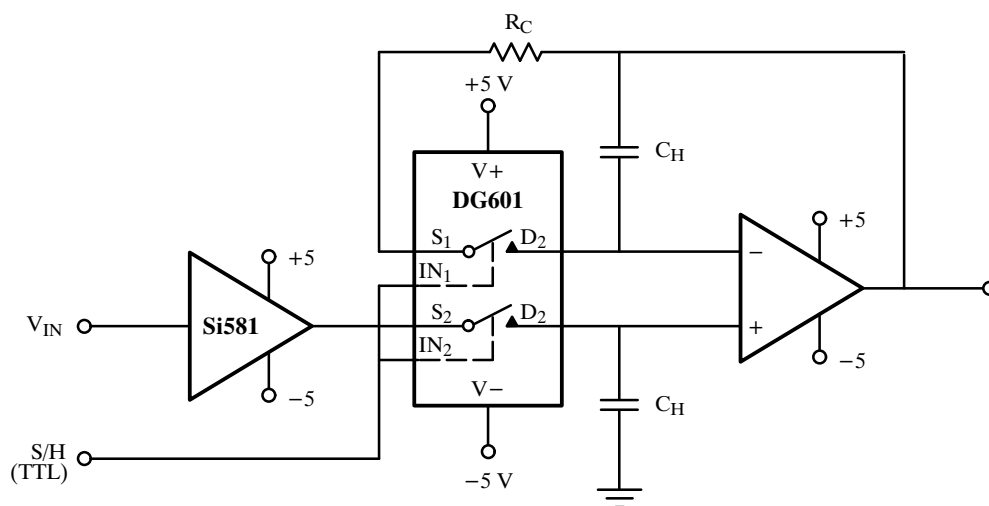 R_C
+5 V
C_H
V+
DG601
S_1 D_2
IN_1
S_2 D_2
IN_2
V−
−5 V
+5
−5
Si581
V_IN
S/H
(TTL)
C_H
−
+
+5
−5